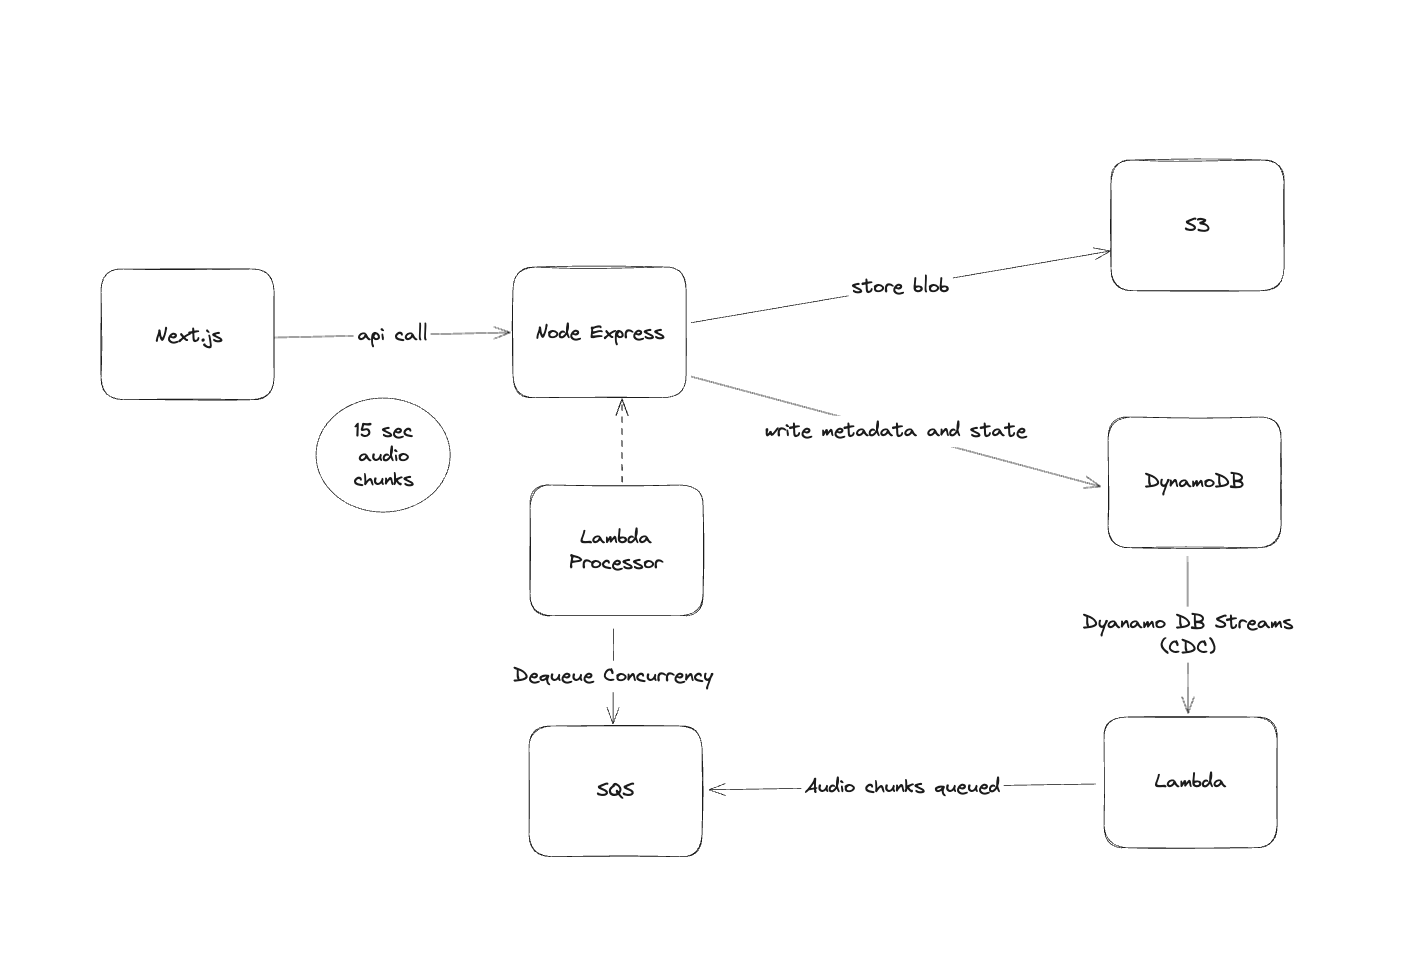 S3
store blob
Next.js
api call
Node Express
15 sec
audio
chunks
write metadata and state
DynamoDB
Lambda
Processor
Dyanamo DB Streams
(CDC)
Dequeue Concurrency
SQS
Audio chunks queued
Lambda